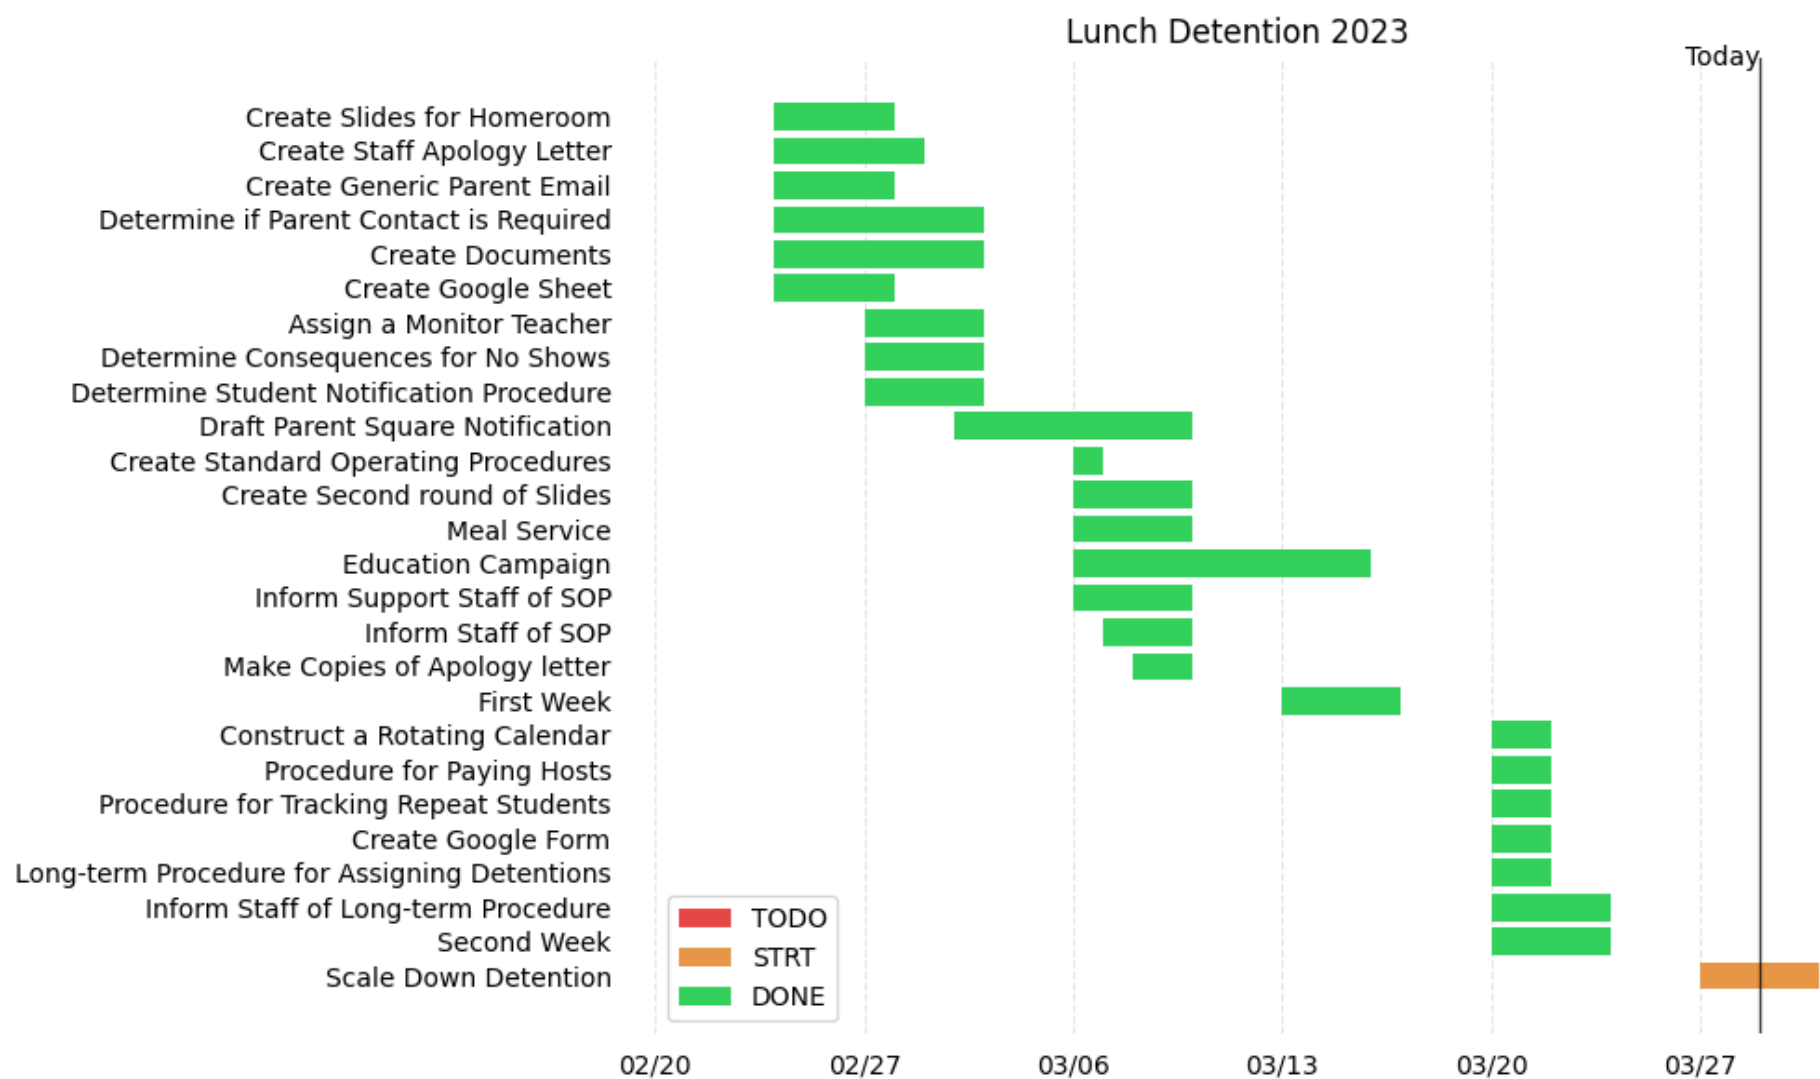 Lunch Detention 2023
Today
Create Slides for Homeroom
Create Staff Apology Letter
Create Generic Parent Email
Determine if Parent Contact is Required
Create Documents
Create Google Sheet
Assign a Monitor Teacher
Determine Consequences for No Shows
Determine Student Notification Procedure
Draft Parent Square Notification
Create Standard Operating Procedures
Create Second round of Slides
Meal Service
Education Campaign
Inform Support Staff of SOP
Inform Staff of SOP
Make Copies of Apology letter
First Week
Construct a Rotating Calendar
Procedure for Paying Hosts
Procedure for Tracking Repeat Students
Create Google Form
Long-term Procedure for Assigning Detentions
Inform Staff of Long-term Procedure
Second Week
Scale Down Detention
TODO
STRT
DONE
02/20 02/27 03/06 03/13 03/20 03/27